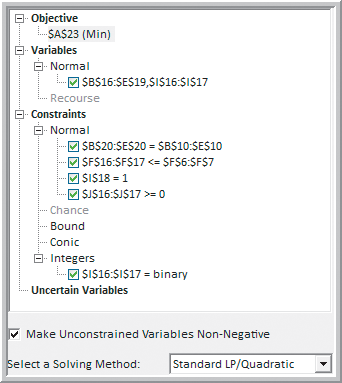 Objective
$A$23 (Min)
Variables
Normal
$B$16:$E$19,$I$16:$I$17
Recourse
Constraints
Normal
$B$20:$E$20 = $B$10:$E$10
$F$16:$F$17 <= $F$6:$F$7
$I$18 = 1
$J$16:$J$17 >= 0
Chance
Bound
Conic
Integers
$I$16:$I$17 = binary
Uncertain Variables
Make Unconstrained Variables Non-Negative
Select a Solving Method: Standard LP/Quadratic